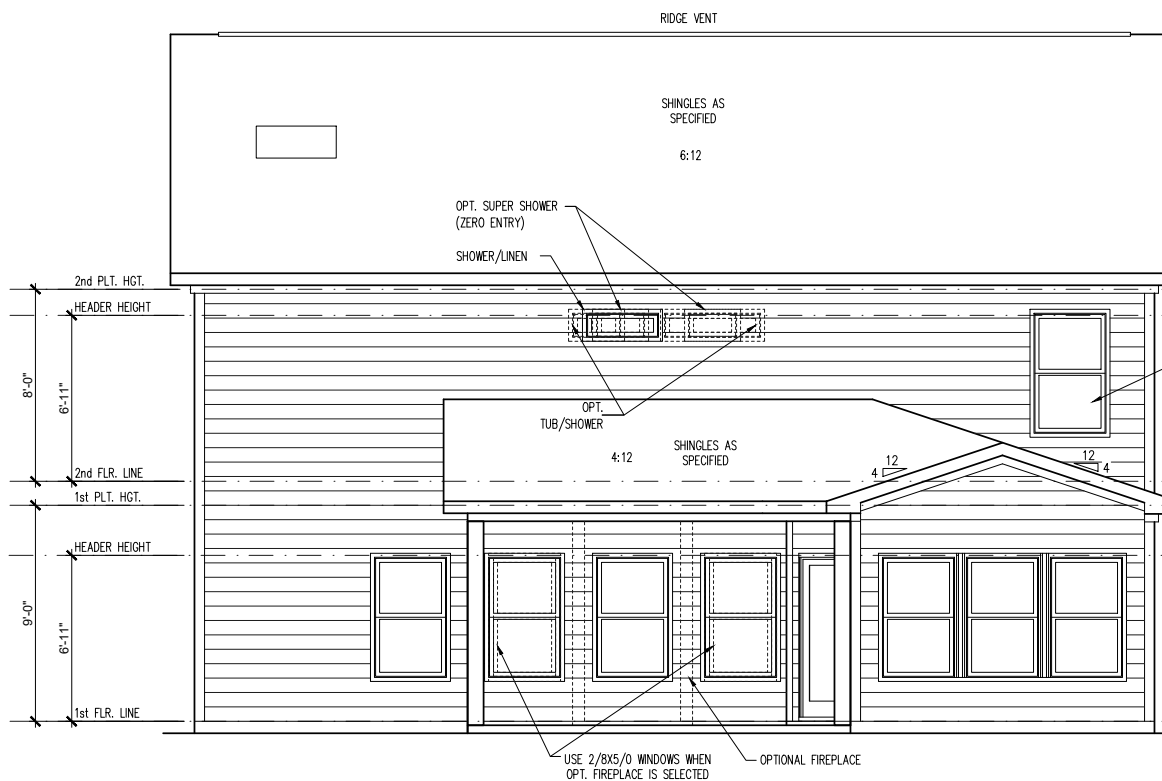 RIDGE VENT
SHINGLES AS
SPECIFIED
6:12
OPT. SUPER SHOWER
(ZERO ENTRY)
SHOWER/LINEN
2nd PLT. HGT.
HEADER HEIGHT
8'-0"
6'-11"
OPT.
TUB/SHOWER
4:12
SHINGLES AS
SPECIFIED
12
4
12
4
2nd FLR. LINE
1st PLT. HGT.
HEADER HEIGHT
9'-0"
6'-11"
1st FLR. LINE
USE 2/8X5/0 WINDOWS WHEN
OPT. FIREPLACE IS SELECTED
OPTIONAL FIREPLACE